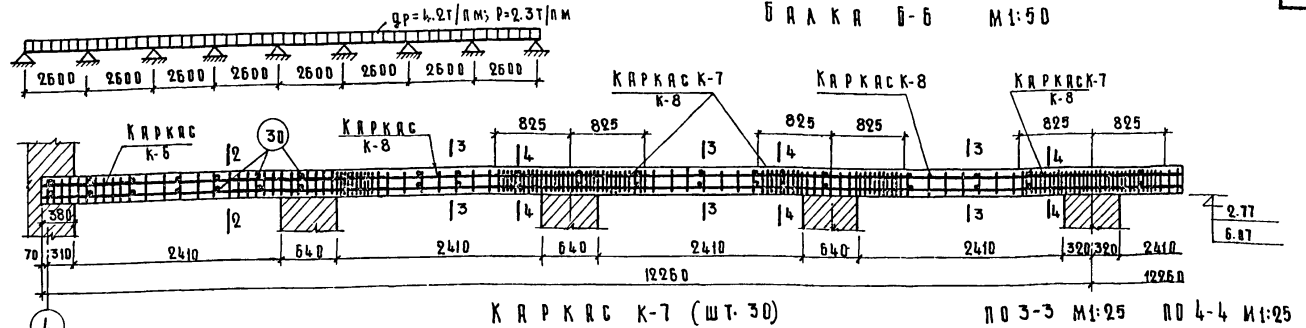 БАЛКА Б-6 М1:50
gр=4.2т/пм; Р=2.3т/пм
2600 2600 2600 2600 2600 2600 2600 2600
КАРКАС К-7
К-8
КАРКАС К-8
КАРКАС К-7
К-8
КАРКАС
К-6
30
КАРКАС
К-8
825 825 825 825 825 825
2 3 4 3 4 3 4
2 3 4 3 4 3 4
380
2.77
6.87
70 310 2410 640 2410 640 2410 640 2410 320 320 2410
12260 12260
1
КАРКАС К-7 (ШТ. 30) ПО 3-3 М1:25 ПО 4-4 М1:25